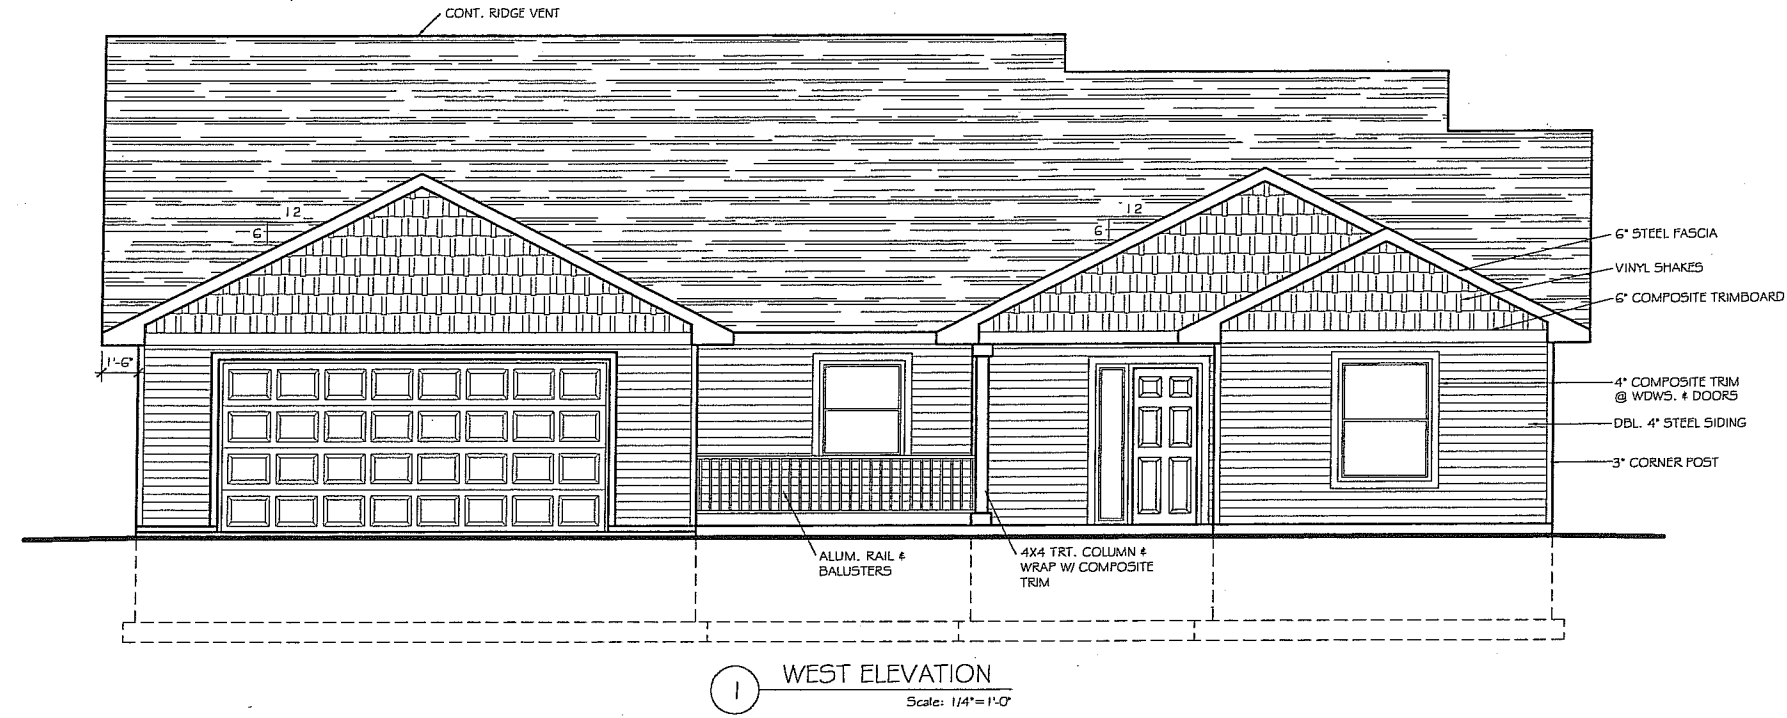 CONT. RIDGE VENT
12
6
12
6
6" STEEL FASCIA
VINYL SHAKES
6" COMPOSITE TRIMBOARD
1'-6"
4" COMPOSITE TRIM
@ WDWS. & DOORS
DBL. 4" STEEL SIDING
3" CORNER POST
ALUM. RAIL &
BALUSTERS
4X4 TRT. COLUMN &
WRAP W/ COMPOSITE
TRIM
1
WEST ELEVATION
Scale: 1/4"=1'-0"